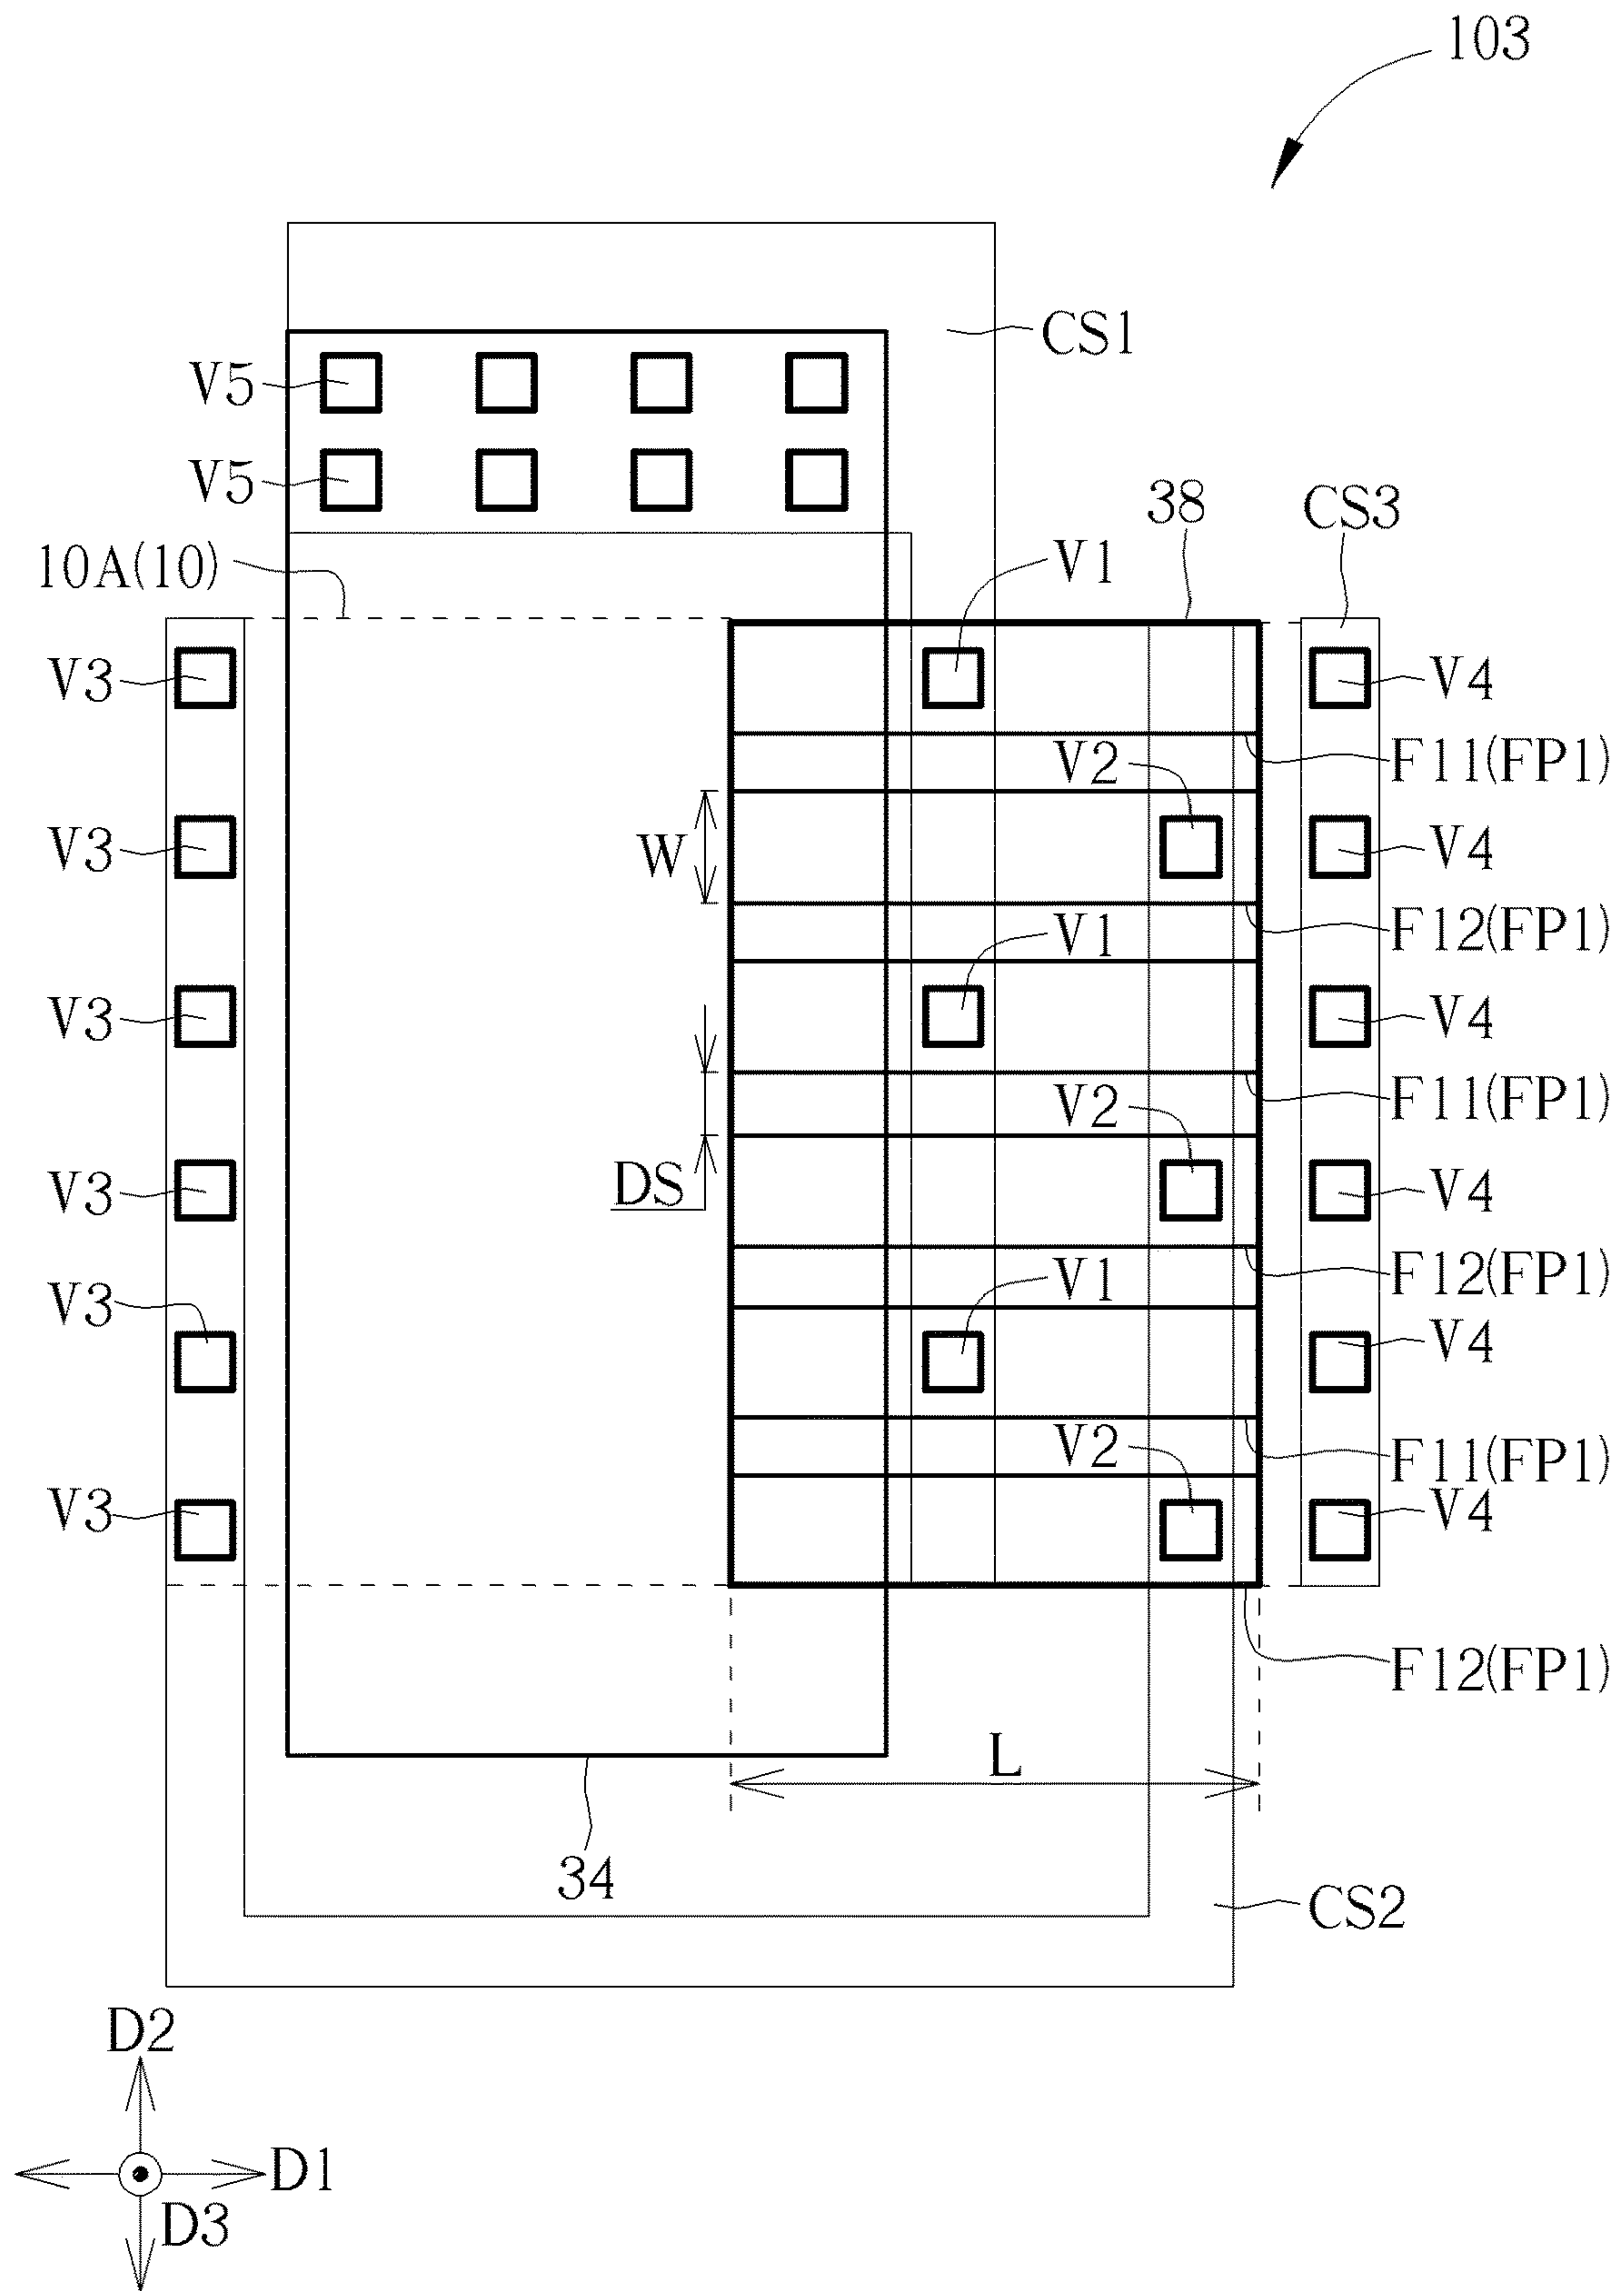 103
CS1
V5
V5
38
CS3
10A(10)
V1
V3
V4
F11(FP1)
V2
V3
W
V4
F12(FP1)
V1
V3
V4
F11(FP1)
V2
V3
DS
V4
F12(FP1)
V1
V3
V4
F11(FP1)
V2
V3
V4
F12(FP1)
L
34
CS2
D2
D1
D3